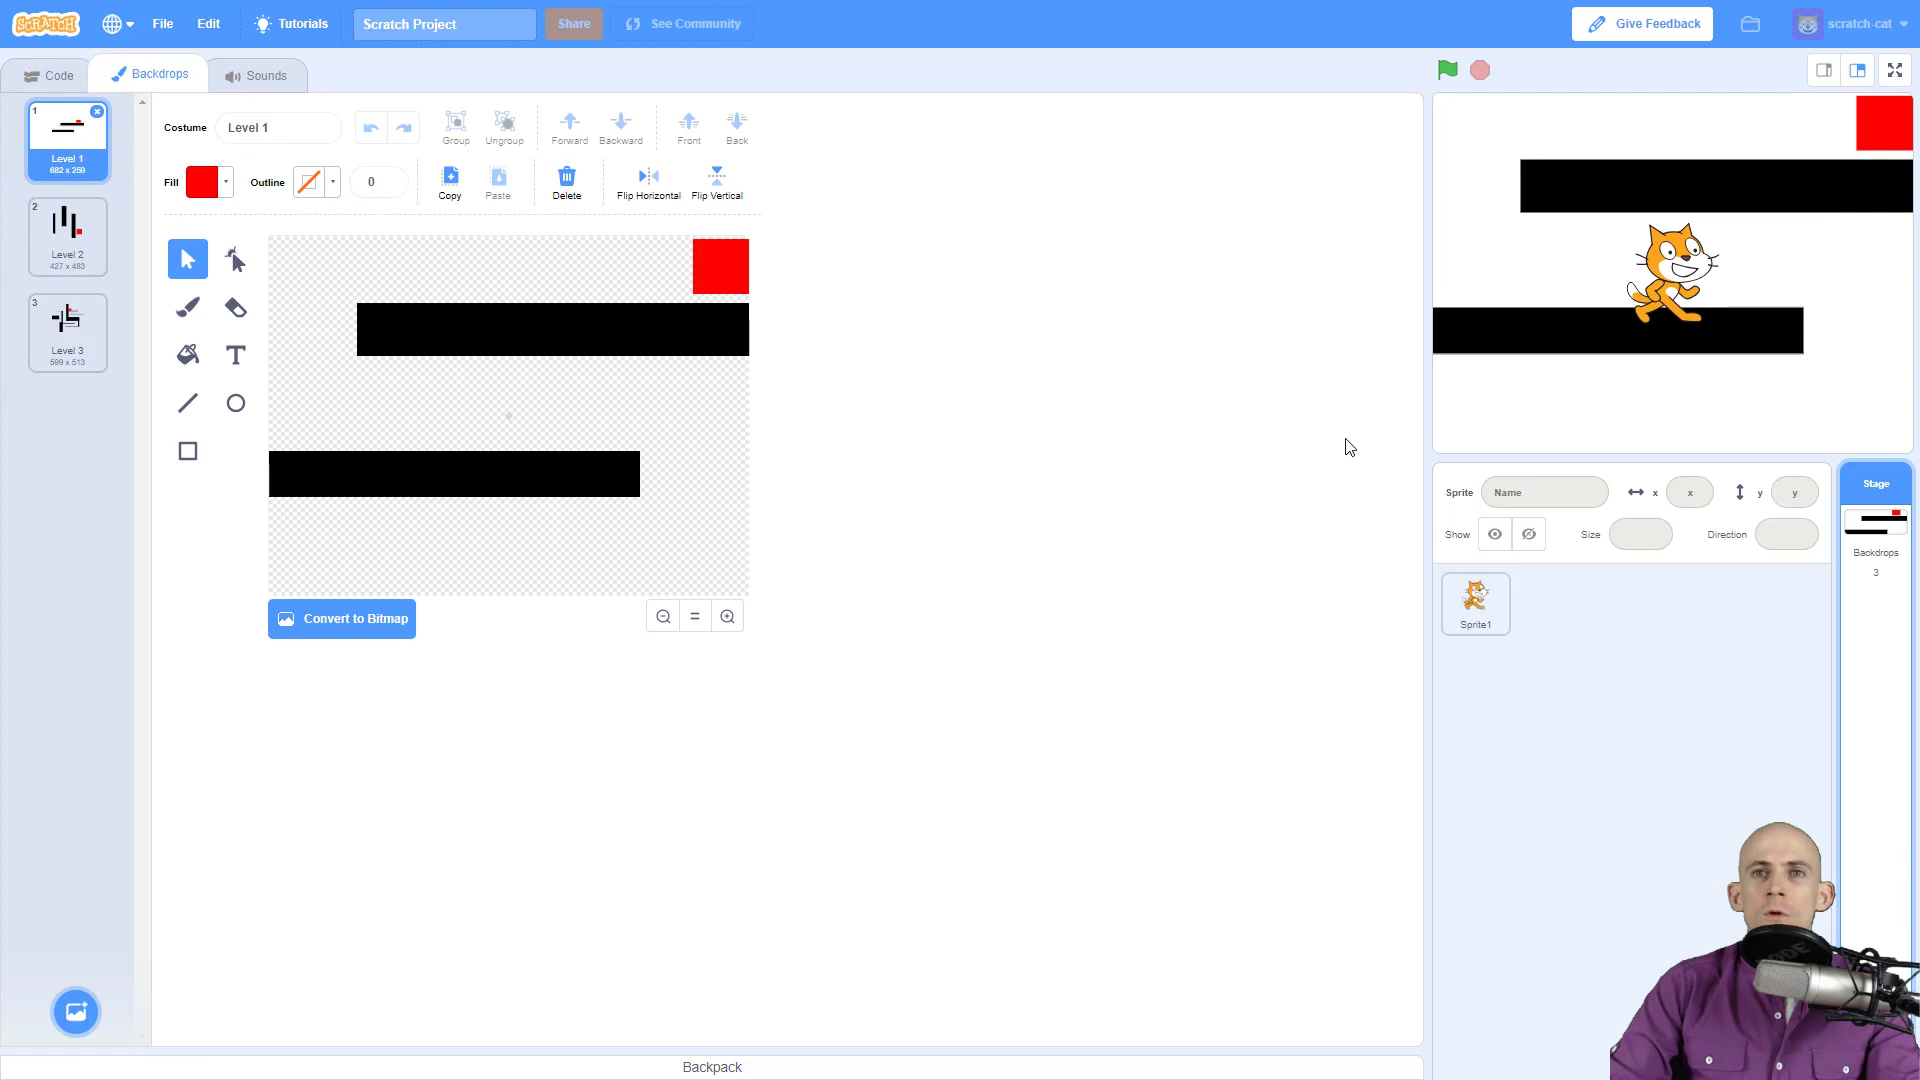 SCRATCH
File
Edit
Tutorials
Scratch Project
Share
See Community
Give Feedback
scratch-cat
Code
Backdrops
Sounds
1
Level 1
682 x 259
2
Level 2
427 x 483
3
Level 3
599 x 513
Costume
Level 1
Group
Ungroup
Forward
Backward
Front
Back
Fill
Outline
0
Copy
Paste
Delete
Flip Horizontal
Flip Vertical
T
Convert to Bitmap
Sprite
Name
x
x
y
y
Show
Size
Direction
Sprite1
Stage
Backdrops
3
Backpack